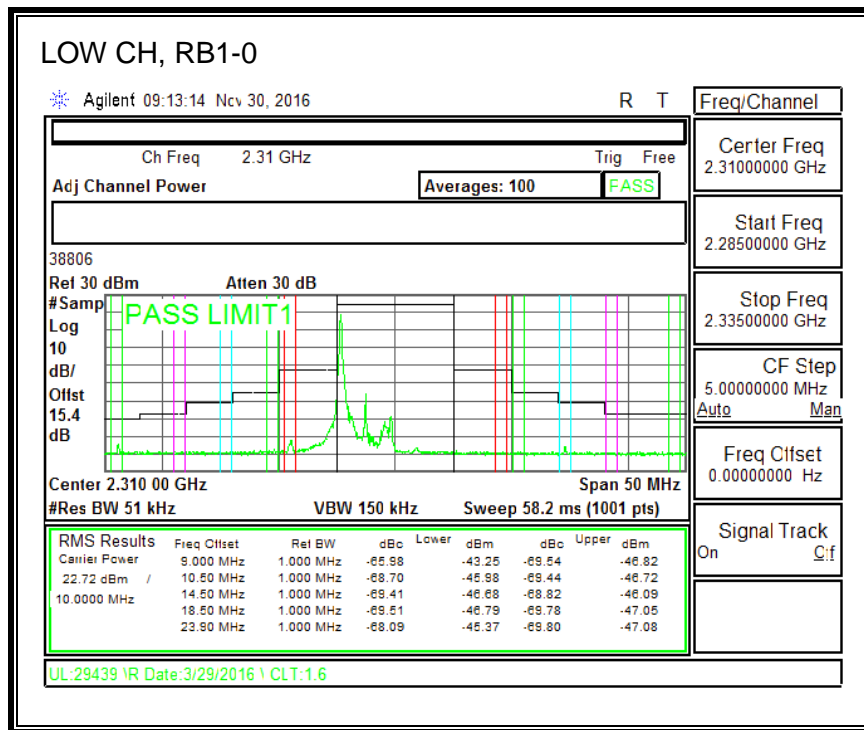 LOW CH, RB1-0
Agilent 09:13:14 Nov 30, 2016 R T
Freq/Channel
Ch Freq 2.31 GHz Trig Free
Adj Channel Power Averages: 100 PASS
Center Freq
2.31000000 GHz
Start Freq
2.28500000 GHz
Stop Freq
2.33500000 GHz
CF Step
5.00000000 MHz
Auto Man
Freq Offset
0.00000000 Hz
Signal Track
On Off
38806
Ref 30 dBm Atten 30 dB
#Samp
Log
10
dB/
Offst
15.4
dB
PASS LIMIT1
Center 2.310 00 GHz Span 50 MHz
#Res BW 51 kHz VBW 150 kHz Sweep 58.2 ms (1001 pts)
RMS Results Freq Offset Ref BW dBc Lower dBm dBc Upper dBm
Carrier Power 9.000 MHz 1.000 MHz -65.98 -43.25 -69.54 -46.82
22.72 dBm / 10.50 MHz 1.000 MHz -68.70 -45.98 -69.44 -46.72
10.0000 MHz 14.50 MHz 1.000 MHz -69.41 -46.68 -68.82 -46.09
18.50 MHz 1.000 MHz -69.51 -46.79 -69.78 -47.05
23.90 MHz 1.000 MHz -68.09 -45.37 -69.80 -47.08
UL:29439 \R Date:3/29/2016 \ CLT:1.6